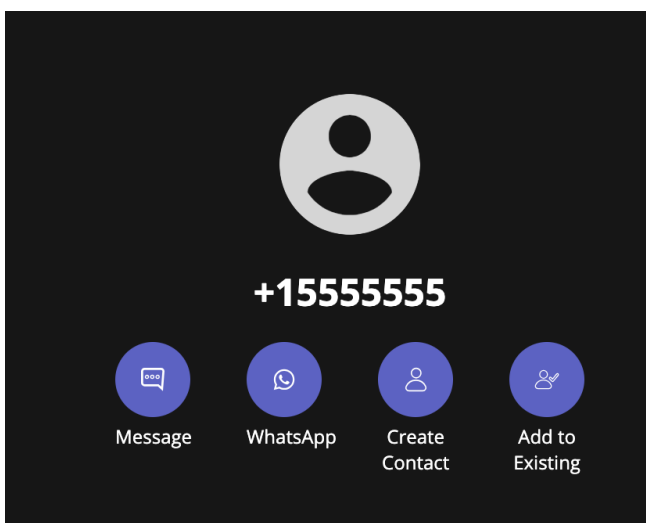 +15555555
Message
WhatsApp
Create
Contact
Add to
Existing